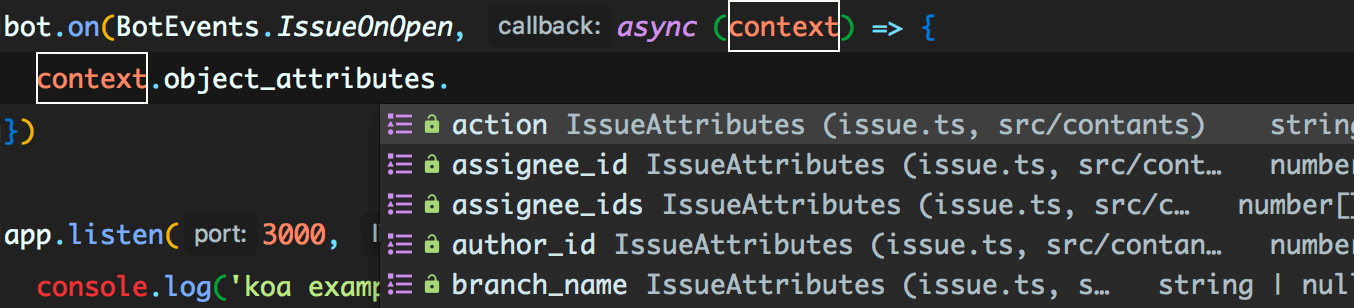 bot.on(BotEvents.IssueOnOpen, callback: async (context) => {
context.object_attributes.
action IssueAttributes (issue.ts, src/contants) string
})
assignee_id IssueAttributes (issue.ts, src/cont… number
assignee_ids IssueAttributes (issue.ts, src/c… number[]
app.listen( port: 3000,
author_id IssueAttributes (issue.ts, src/contan… number
console.log('koa examp
branch_name IssueAttributes (issue.ts, s… string | null